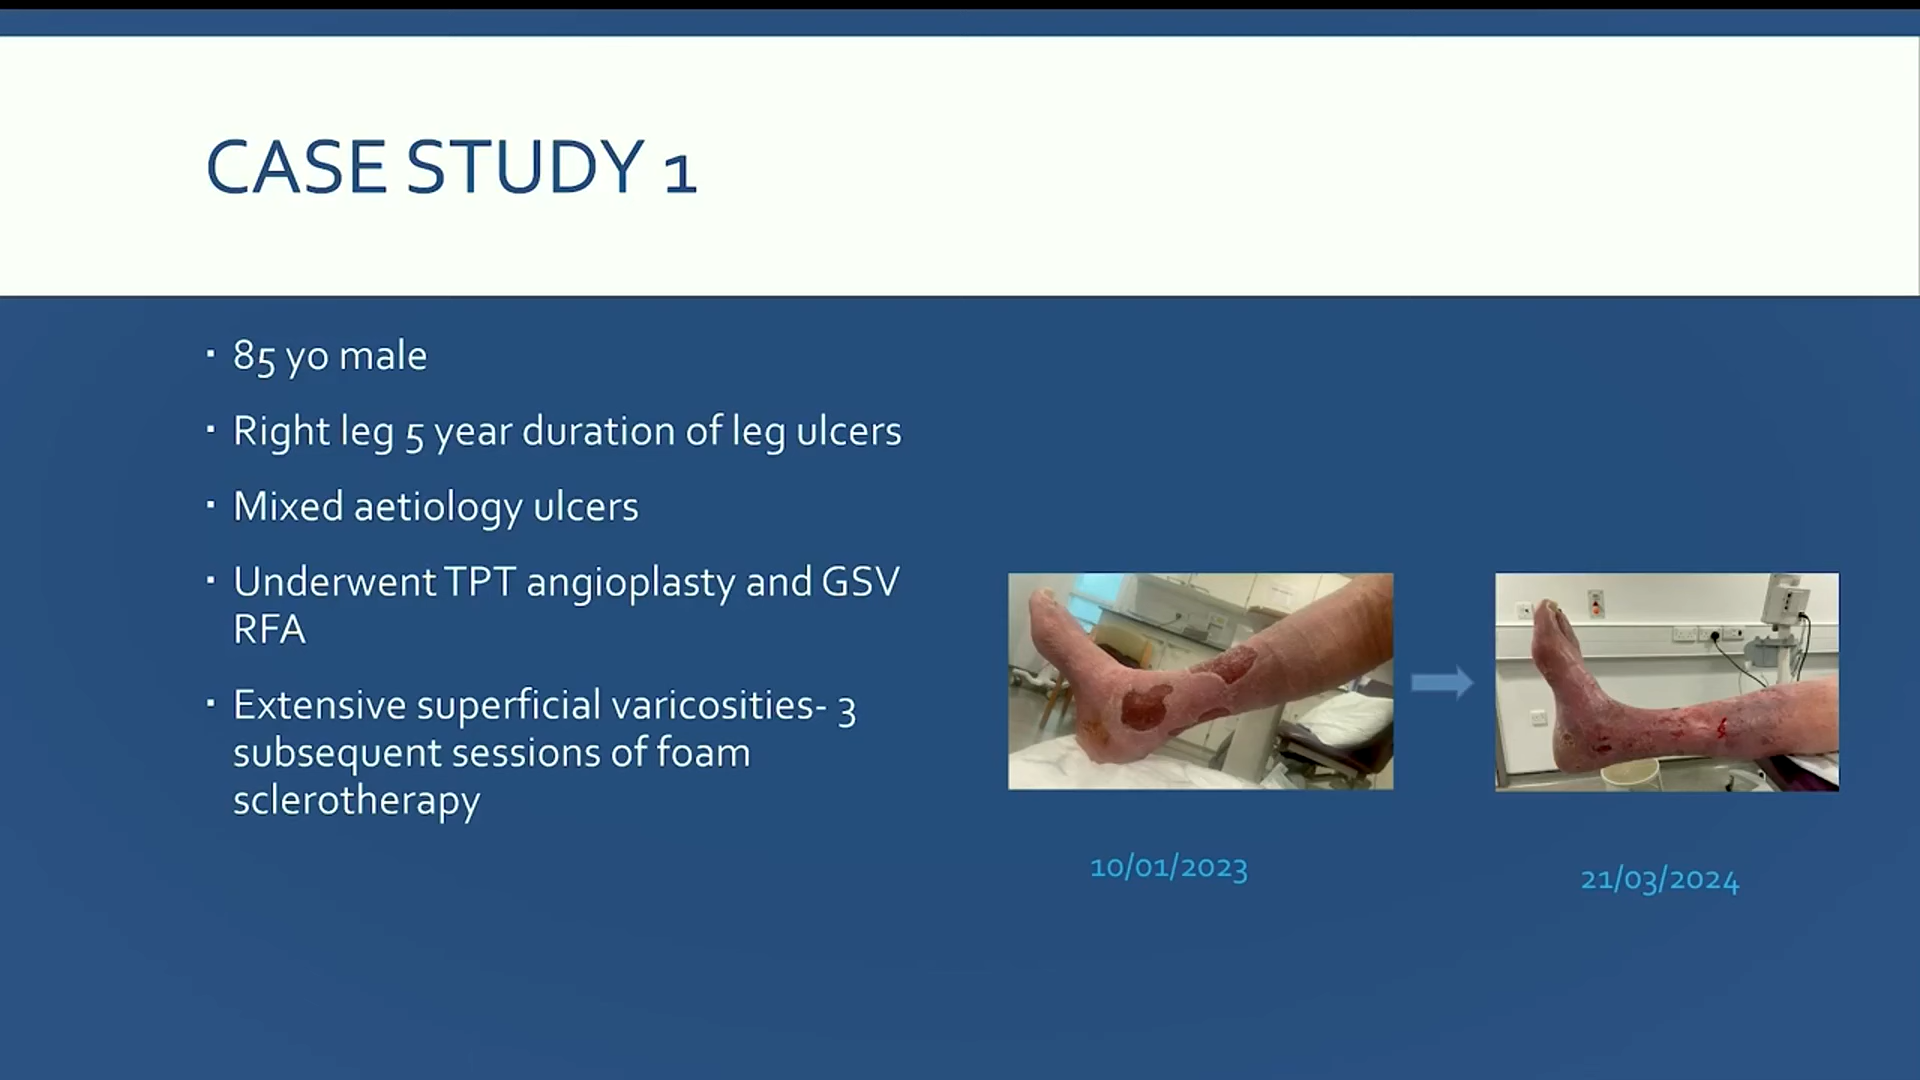 CASE STUDY 1
▪ 85 yo male
▪ Right leg 5 year duration of leg ulcers
▪ Mixed aetiology ulcers
▪ Underwent TPT angioplasty and GSV
RFA
▪ Extensive superficial varicosities- 3
subsequent sessions of foam
sclerotherapy
10/01/2023
21/03/2024